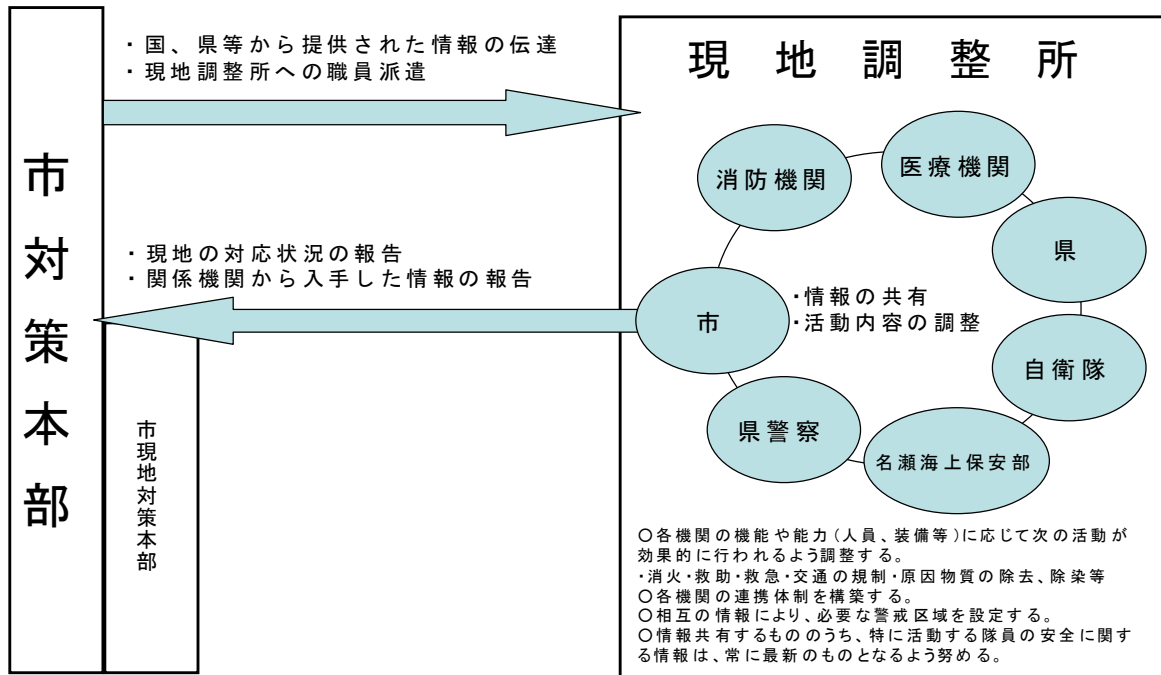 ・国、県等から提供された情報の伝達
・現地調整所への職員派遣
市対策本部
・現地の対応状況の報告
・関係機関から入手した情報の報告
市現地対策本部
現地調整所
消防機関
医療機関
県
市
・情報の共有
・活動内容の調整
自衛隊
県警察
名瀬海上保安部
○各機関の機能や能力(人員、装備等)に応じて次の活動が
効果的に行われるよう調整する。
・消火・救助・救急・交通の規制・原因物質の除去、除染等
○各機関の連携体制を構築する。
○相互の情報により、必要な警戒区域を設定する。
○情報共有するもののうち、特に活動する隊員の安全に関す
る情報は、常に最新のものとなるよう努める。